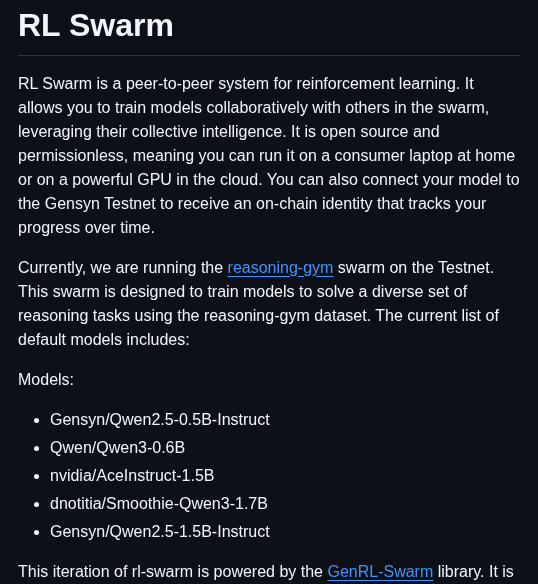 RL Swarm
RL Swarm is a peer-to-peer system for reinforcement learning. It
allows you to train models collaboratively with others in the swarm,
leveraging their collective intelligence. It is open source and
permissionless, meaning you can run it on a consumer laptop at home
or on a powerful GPU in the cloud. You can also connect your model to
the Gensyn Testnet to receive an on-chain identity that tracks your
progress over time.
Currently, we are running the reasoning-gym swarm on the Testnet.
This swarm is designed to train models to solve a diverse set of
reasoning tasks using the reasoning-gym dataset. The current list of
default models includes:
Models:
• Gensyn/Qwen2.5-0.5B-Instruct
• Qwen/Qwen3-0.6B
• nvidia/AceInstruct-1.5B
• dnotitia/Smoothie-Qwen3-1.7B
• Gensyn/Qwen2.5-1.5B-Instruct
This iteration of rl-swarm is powered by the GenRL-Swarm library. It is